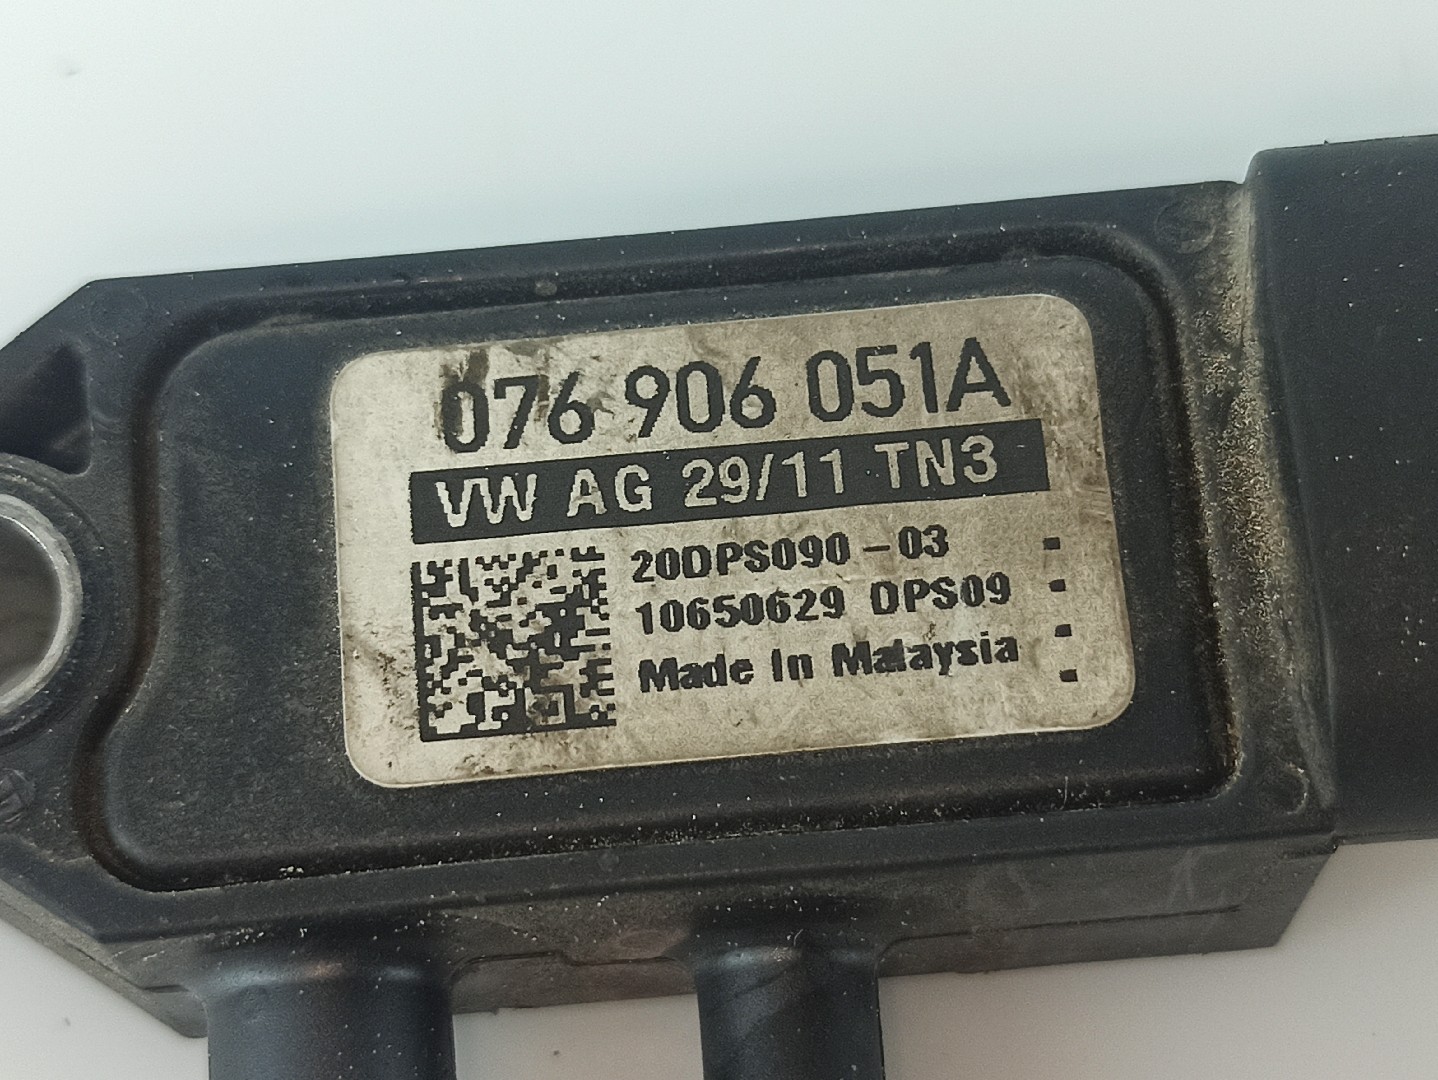 076 906 051A
VW AG 29/11 TN3
20DPS090-03
10650629 DPS09
Made In Malaysia